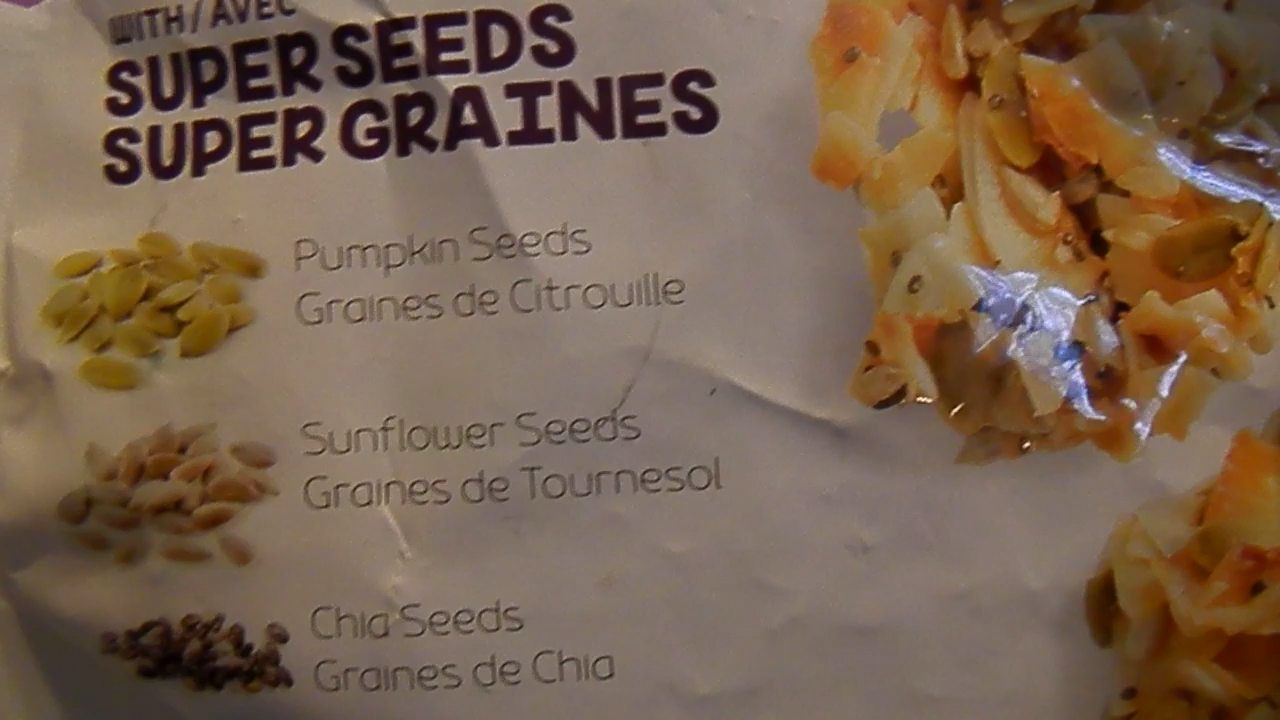 WITH / AVEC
SUPER SEEDS
SUPER GRAINES
Pumpkin Seeds
Graines de Citrouille
Sunflower Seeds
Graines de Tournesol
Chia Seeds
Graines de Chia